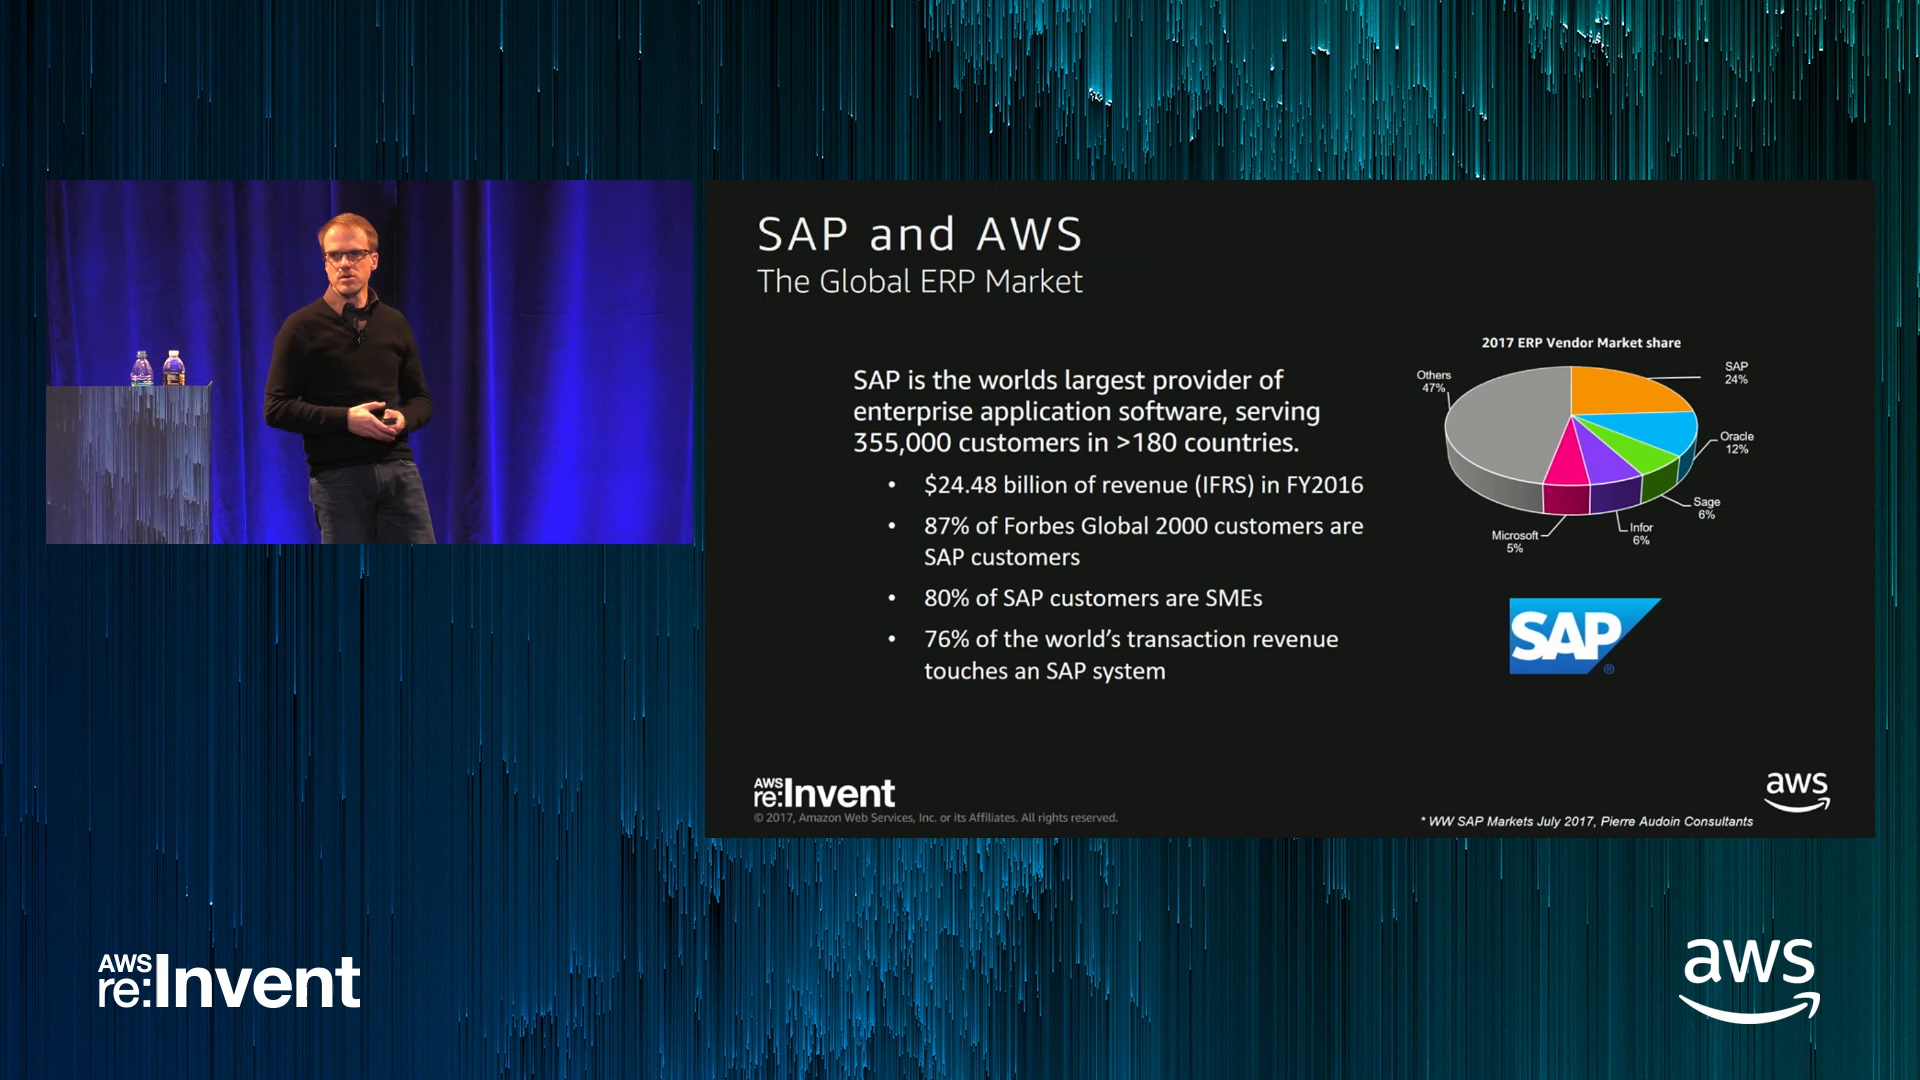 SAP and AWS
The Global ERP Market
SAP is the worlds largest provider of
enterprise application software, serving
355,000 customers in >180 countries.
• $24.48 billion of revenue (IFRS) in FY2016
• 87% of Forbes Global 2000 customers are
SAP customers
• 80% of SAP customers are SMEs
• 76% of the world's transaction revenue
touches an SAP system
2017 ERP Vendor Market share
Others
47%
SAP
24%
Oracle
12%
Sage
6%
Infor
6%
Microsoft
5%
SAP
®
AWS
re:Invent
© 2017, Amazon Web Services, Inc. or its Affiliates. All rights reserved.
aws
* WW SAP Markets July 2017, Pierre Audoin Consultants
AWS
re:Invent
aws